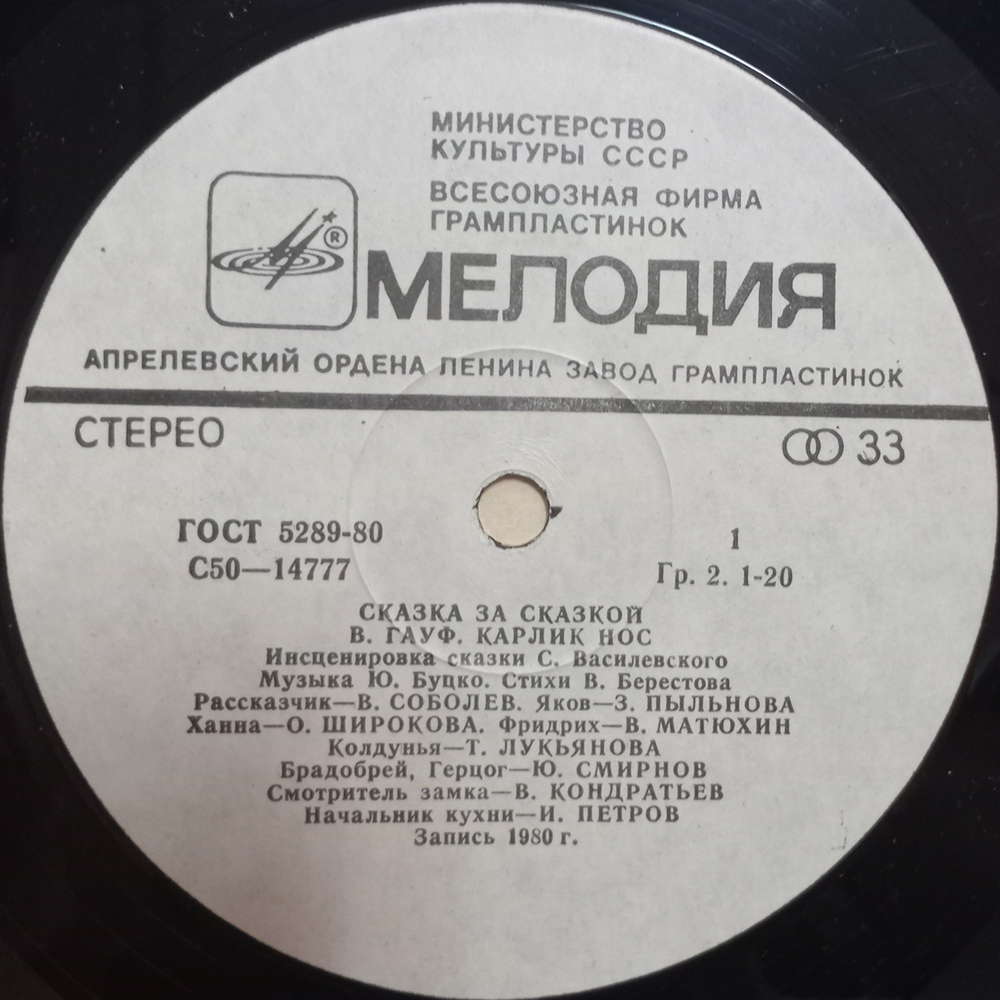 МИНИСТЕРСТВО
КУЛЬТУРЫ СССР
ВСЕСОЮЗНАЯ ФИРМА
ГРАМПЛАСТИНОК
®
МЕЛОДИЯ
АПРЕЛЕВСКИЙ ОРДЕНА ЛЕНИНА ЗАВОД ГРАМПЛАСТИНОК
СТЕРЕО 33
ГОСТ 5289-80 1
С50—14777 Гр. 2. 1-20
СКАЗКА ЗА СКАЗКОЙ
В. ГАУФ. КАРЛИК НОС
Инсценировка сказки С. Василевского
Музыка Ю. Буцко. Стихи В. Берестова
Рассказчик—В. СОБОЛЕВ. Яков—З. ПЫЛЬНОВА
Ханна—О. ШИРОКОВА. Фридрих—В. МАТЮХИН
Колдунья—Т. ЛУКЬЯНОВА
Брадобрей, Герцог—Ю. СМИРНОВ
Смотритель замка—В. КОНДРАТЬЕВ
Начальник кухни—И. ПЕТРОВ
Запись 1980 г.